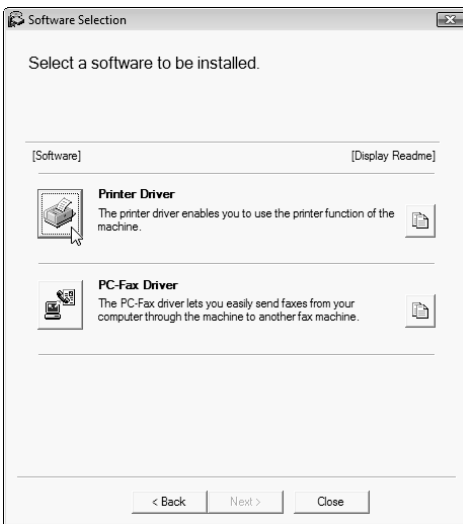 Software Selection
Select a software to be installed.
[Software] [Display Readme]
Printer Driver
The printer driver enables you to use the printer function of the
machine.
PC-Fax Driver
The PC-Fax driver lets you easily send faxes from your
computer through the machine to another fax machine.
< Back Next > Close